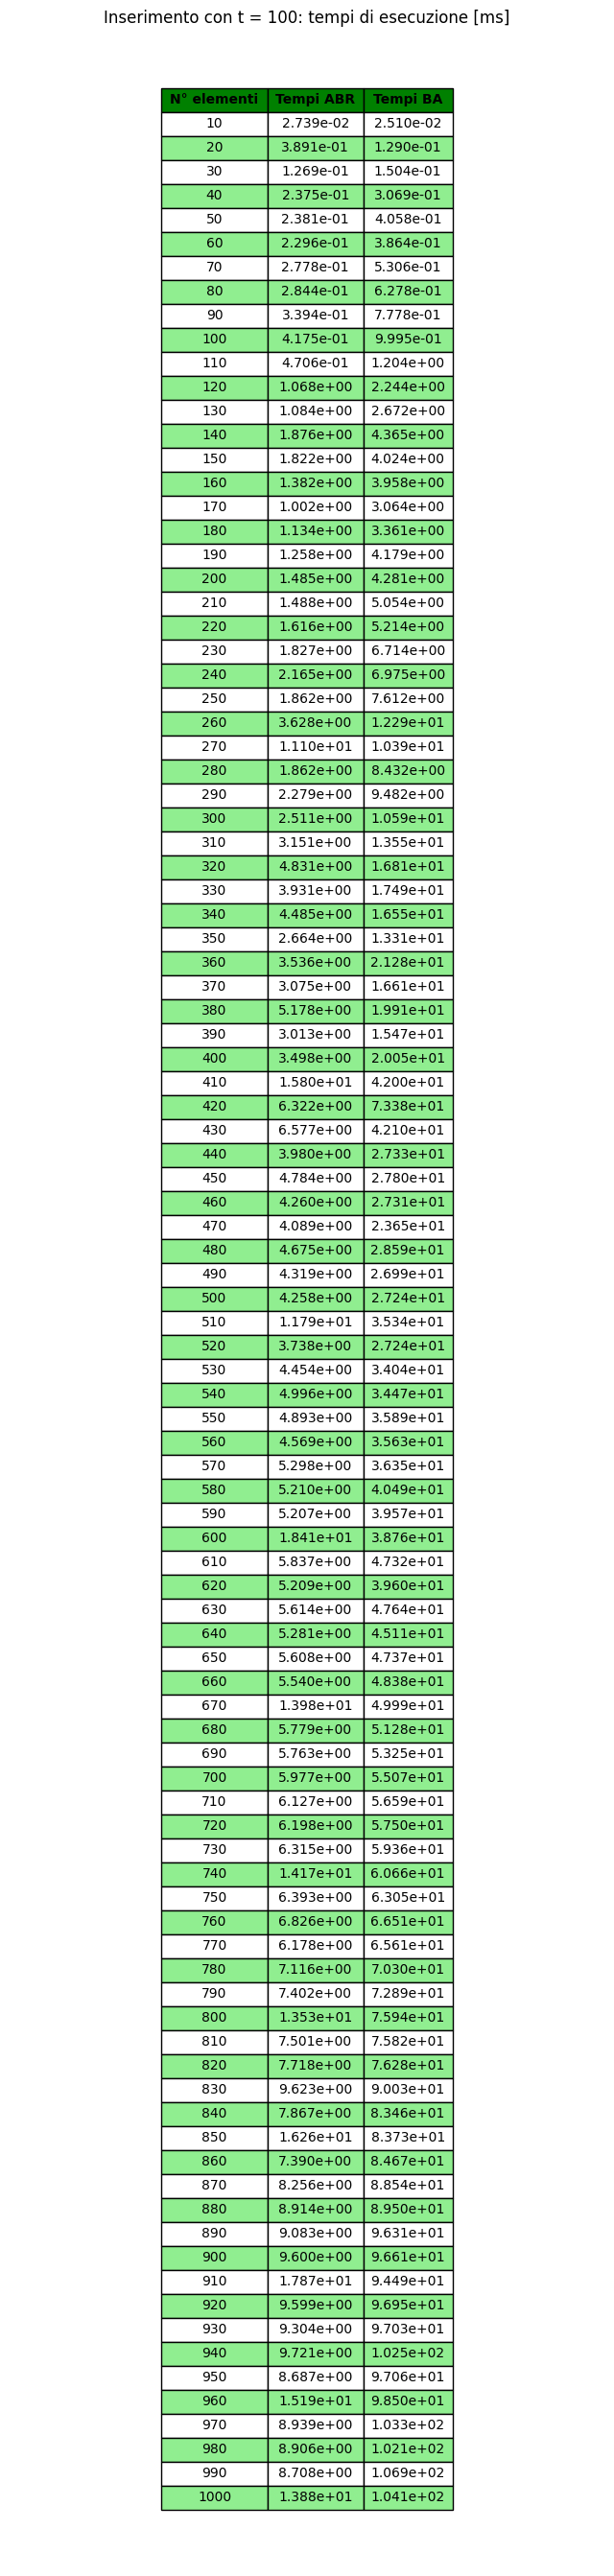 Inserimento con t = 100: tempi di esecuzione [ms]
N° elementi Tempi ABR Tempi BA
10 2.739e-02 2.510e-02
20 3.891e-01 1.290e-01
30 1.269e-01 1.504e-01
40 2.375e-01 3.069e-01
50 2.381e-01 4.058e-01
60 2.296e-01 3.864e-01
70 2.778e-01 5.306e-01
80 2.844e-01 6.278e-01
90 3.394e-01 7.778e-01
100 4.175e-01 9.995e-01
110 4.706e-01 1.204e+00
120 1.068e+00 2.244e+00
130 1.084e+00 2.672e+00
140 1.876e+00 4.365e+00
150 1.822e+00 4.024e+00
160 1.382e+00 3.958e+00
170 1.002e+00 3.064e+00
180 1.134e+00 3.361e+00
190 1.258e+00 4.179e+00
200 1.485e+00 4.281e+00
210 1.488e+00 5.054e+00
220 1.616e+00 5.214e+00
230 1.827e+00 6.714e+00
240 2.165e+00 6.975e+00
250 1.862e+00 7.612e+00
260 3.628e+00 1.229e+01
270 1.110e+01 1.039e+01
280 1.862e+00 8.432e+00
290 2.279e+00 9.482e+00
300 2.511e+00 1.059e+01
310 3.151e+00 1.355e+01
320 4.831e+00 1.681e+01
330 3.931e+00 1.749e+01
340 4.485e+00 1.655e+01
350 2.664e+00 1.331e+01
360 3.536e+00 2.128e+01
370 3.075e+00 1.661e+01
380 5.178e+00 1.991e+01
390 3.013e+00 1.547e+01
400 3.498e+00 2.005e+01
410 1.580e+01 4.200e+01
420 6.322e+00 7.338e+01
430 6.577e+00 4.210e+01
440 3.980e+00 2.733e+01
450 4.784e+00 2.780e+01
460 4.260e+00 2.731e+01
470 4.089e+00 2.365e+01
480 4.675e+00 2.859e+01
490 4.319e+00 2.699e+01
500 4.258e+00 2.724e+01
510 1.179e+01 3.534e+01
520 3.738e+00 2.724e+01
530 4.454e+00 3.404e+01
540 4.996e+00 3.447e+01
550 4.893e+00 3.589e+01
560 4.569e+00 3.563e+01
570 5.298e+00 3.635e+01
580 5.210e+00 4.049e+01
590 5.207e+00 3.957e+01
600 1.841e+01 3.876e+01
610 5.837e+00 4.732e+01
620 5.209e+00 3.960e+01
630 5.614e+00 4.764e+01
640 5.281e+00 4.511e+01
650 5.608e+00 4.737e+01
660 5.540e+00 4.838e+01
670 1.398e+01 4.999e+01
680 5.779e+00 5.128e+01
690 5.763e+00 5.325e+01
700 5.977e+00 5.507e+01
710 6.127e+00 5.659e+01
720 6.198e+00 5.750e+01
730 6.315e+00 5.936e+01
740 1.417e+01 6.066e+01
750 6.393e+00 6.305e+01
760 6.826e+00 6.651e+01
770 6.178e+00 6.561e+01
780 7.116e+00 7.030e+01
790 7.402e+00 7.289e+01
800 1.353e+01 7.594e+01
810 7.501e+00 7.582e+01
820 7.718e+00 7.628e+01
830 9.623e+00 9.003e+01
840 7.867e+00 8.346e+01
850 1.626e+01 8.373e+01
860 7.390e+00 8.467e+01
870 8.256e+00 8.854e+01
880 8.914e+00 8.950e+01
890 9.083e+00 9.631e+01
900 9.600e+00 9.661e+01
910 1.787e+01 9.449e+01
920 9.599e+00 9.695e+01
930 9.304e+00 9.703e+01
940 9.721e+00 1.025e+02
950 8.687e+00 9.706e+01
960 1.519e+01 9.850e+01
970 8.939e+00 1.033e+02
980 8.906e+00 1.021e+02
990 8.708e+00 1.069e+02
1000 1.388e+01 1.041e+02